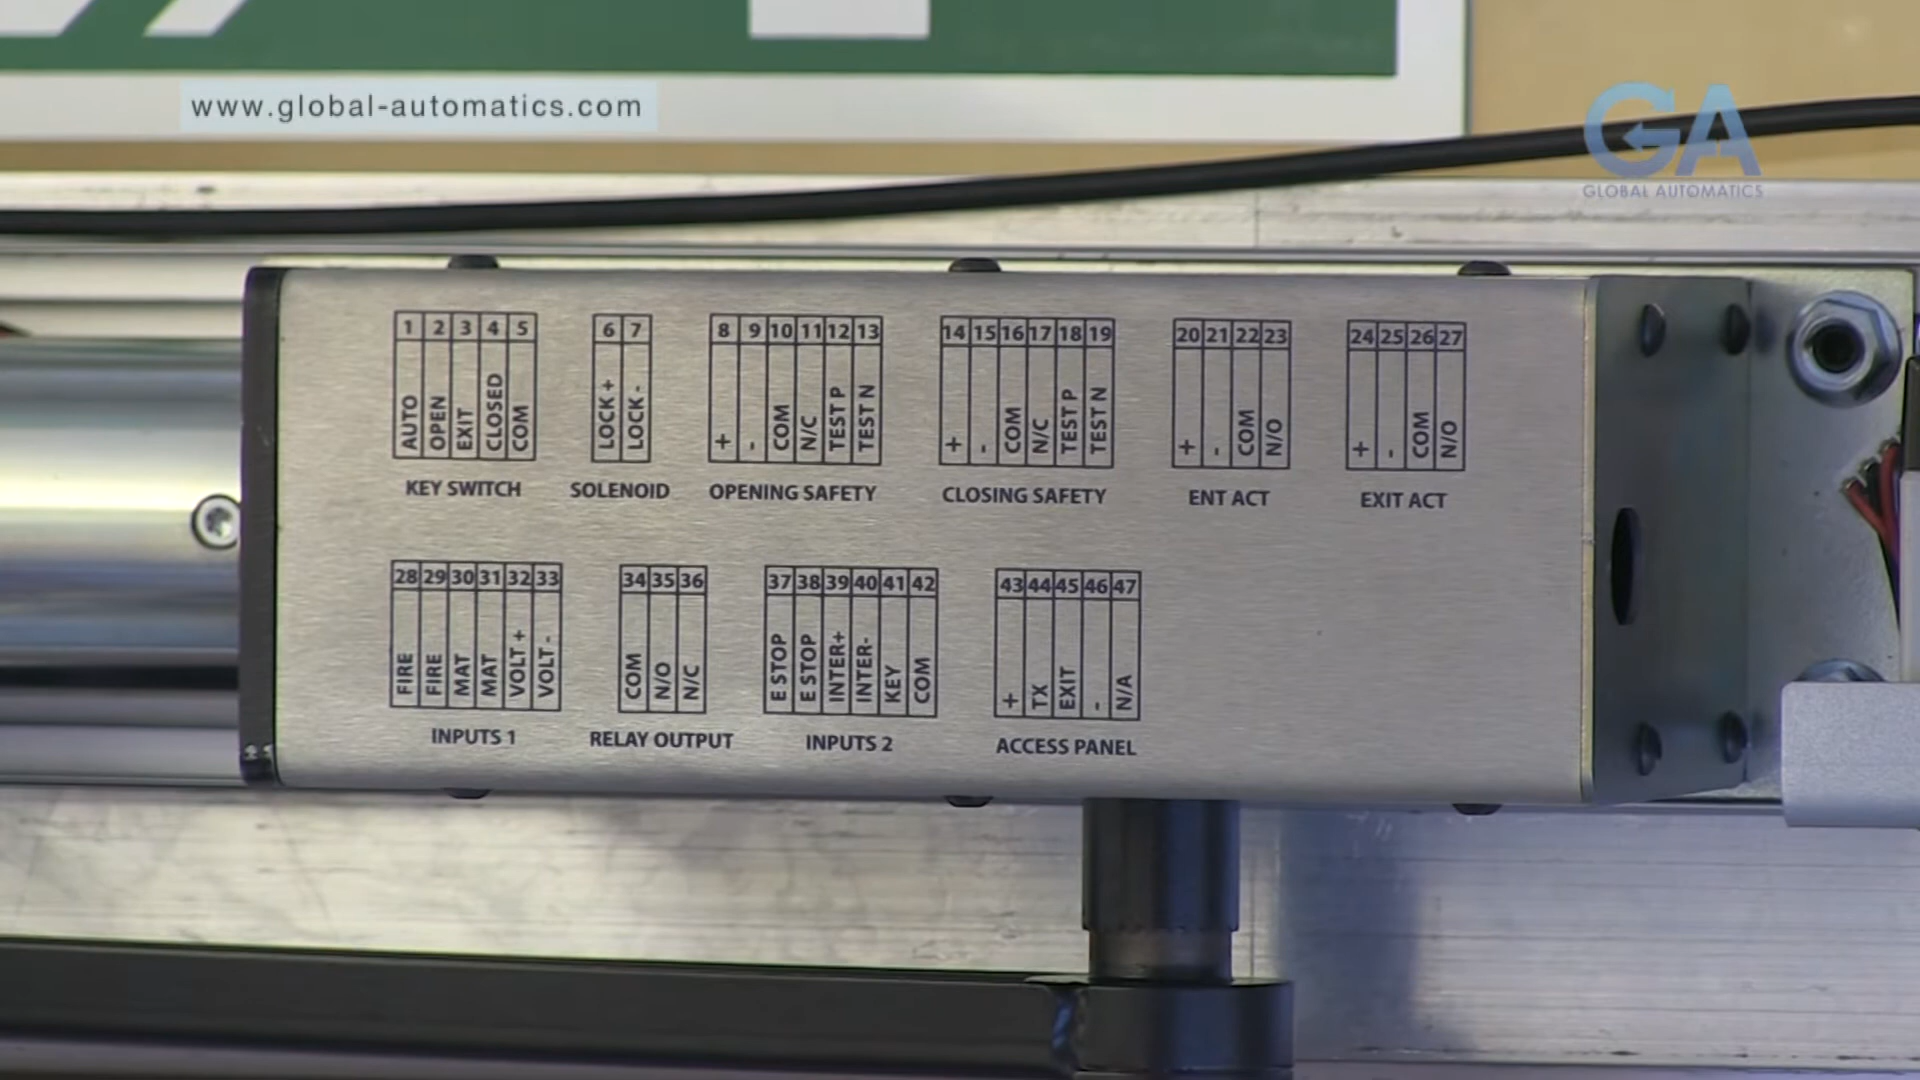 www.global-automatics.com
GA
GLOBAL AUTOMATICS
1 2 3 4 5
AUTO OPEN EXIT CLOSED COM
KEY SWITCH
6 7
LOCK + LOCK -
SOLENOID
8 9 10 11 12 13
+ - COM N/C TEST P TEST N
OPENING SAFETY
14 15 16 17 18 19
+ - COM N/C TEST P TEST N
CLOSING SAFETY
20 21 22 23
+ - COM N/O
ENT ACT
24 25 26 27
+ - COM N/O
EXIT ACT
28 29 30 31 32 33
FIRE FIRE MAT MAT VOLT + VOLT -
INPUTS 1
34 35 36
COM N/O N/C
RELAY OUTPUT
37 38 39 40 41 42
E STOP E STOP INTER+ INTER- KEY COM
INPUTS 2
43 44 45 46 47
+ TX EXIT - N/A
ACCESS PANEL